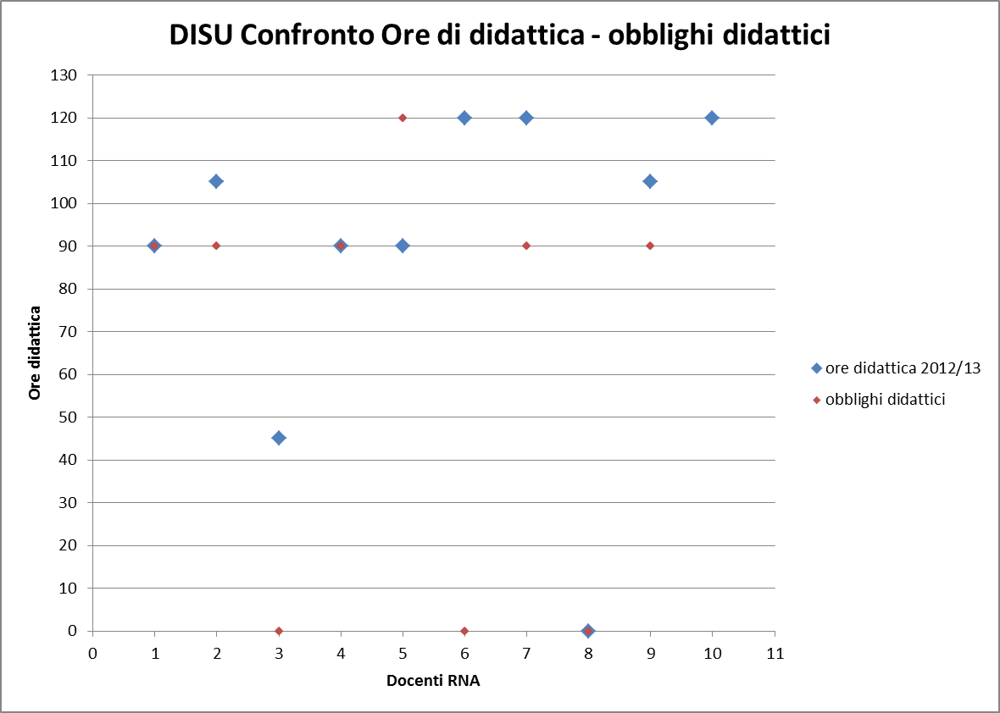 DISU Confronto Ore di didattica - obblighi didattici
130
120
110
100
90
80
70
60
50
40
30
20
10
0
Ore didattica
0 1 2 3 4 5 6 7 8 9 10 11
Docenti RNA
ore didattica 2012/13
obblighi didattici